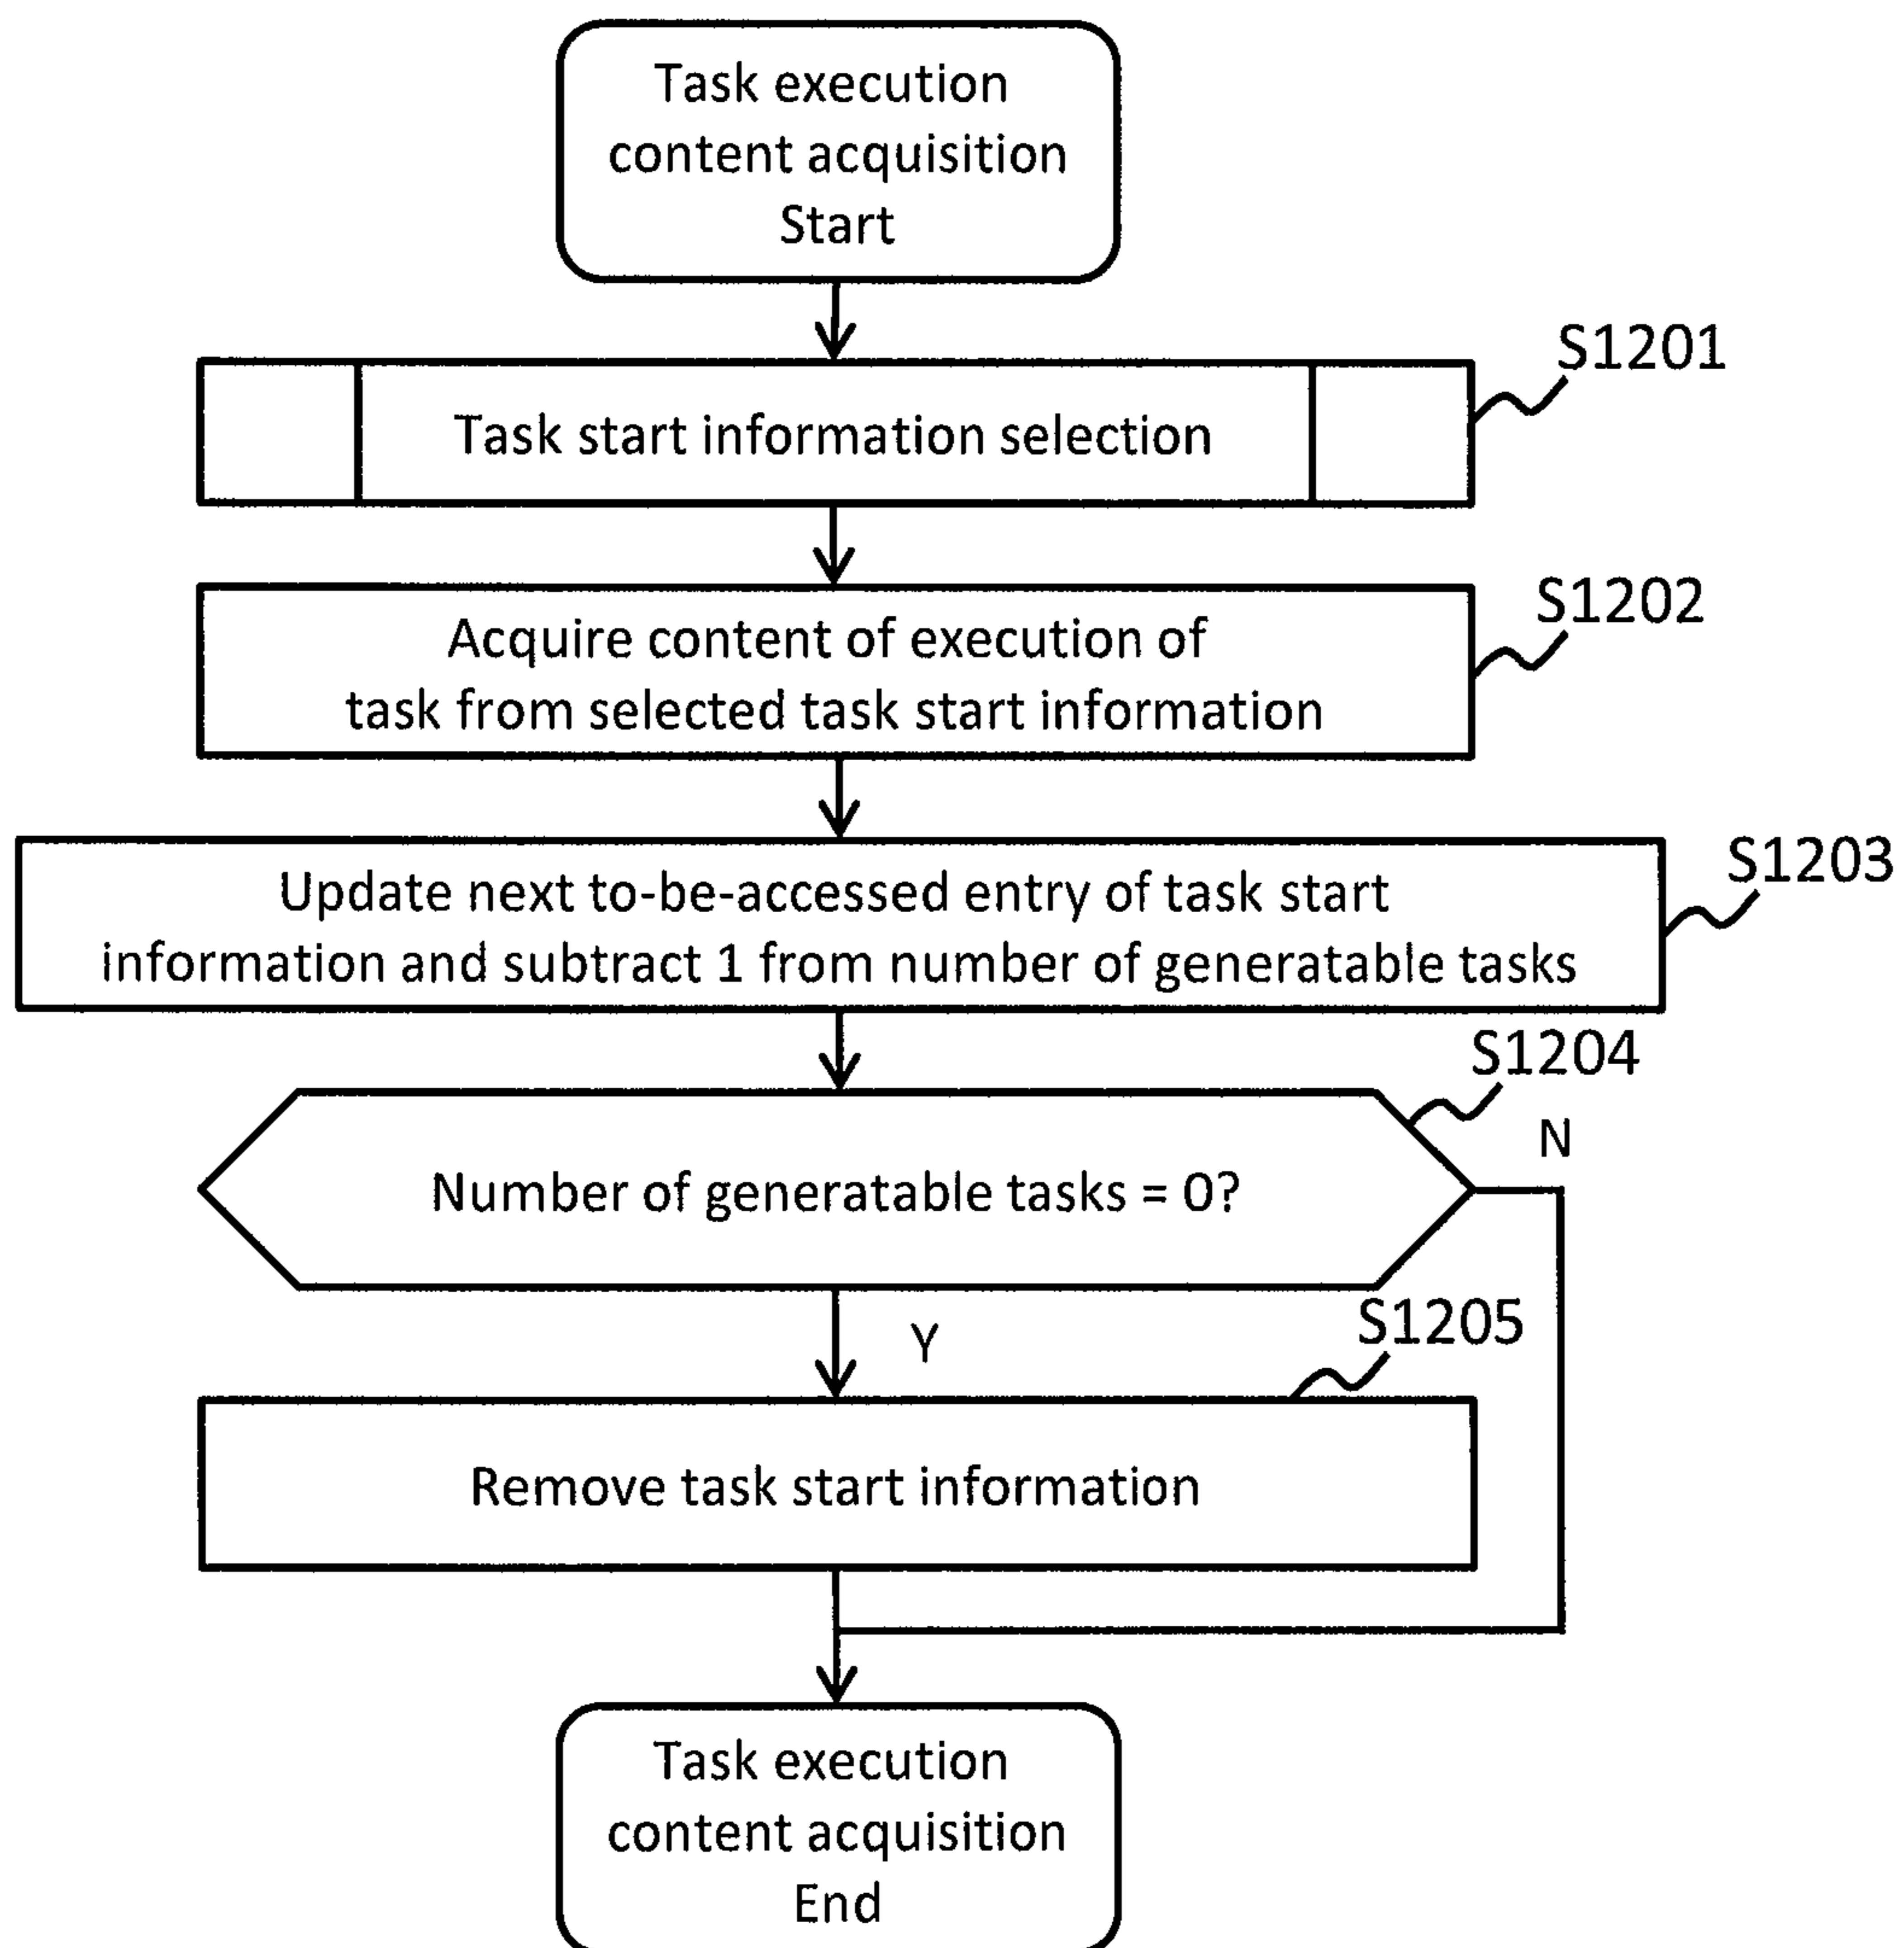 Task execution
content acquisition
Start
S1201
Task start information selection
S1202
Acquire content of execution of
task from selected task start information
S1203
Update next to-be-accessed entry of task start
information and subtract 1 from number of generatable tasks
S1204
N
Number of generatable tasks = 0?
Y
S1205
Remove task start information
Task execution
content acquisition
End